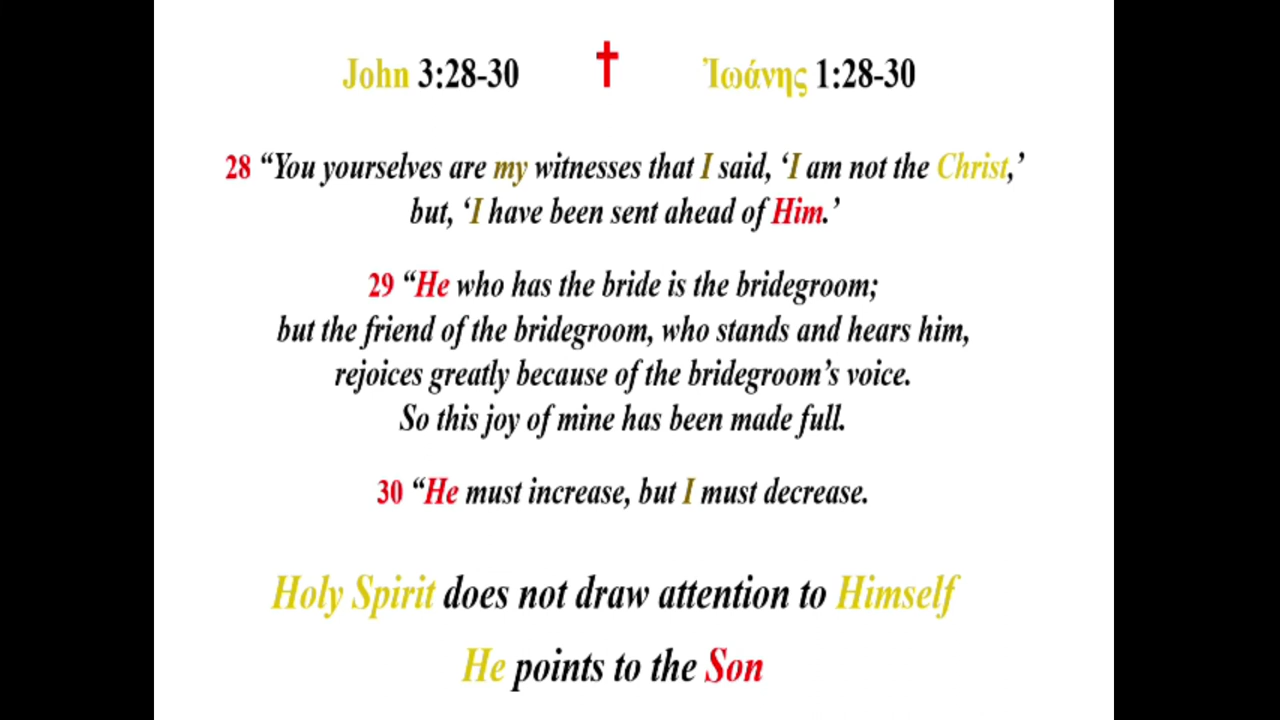 John 3:28-30 ✝ Ἰωάνης 1:28-30
28 “You yourselves are my witnesses that I said, ‘I am not the Christ,’
but, ‘I have been sent ahead of Him.’
29 “He who has the bride is the bridegroom;
but the friend of the bridegroom, who stands and hears him,
rejoices greatly because of the bridegroom’s voice.
So this joy of mine has been made full.
30 “He must increase, but I must decrease.
Holy Spirit does not draw attention to Himself
He points to the Son